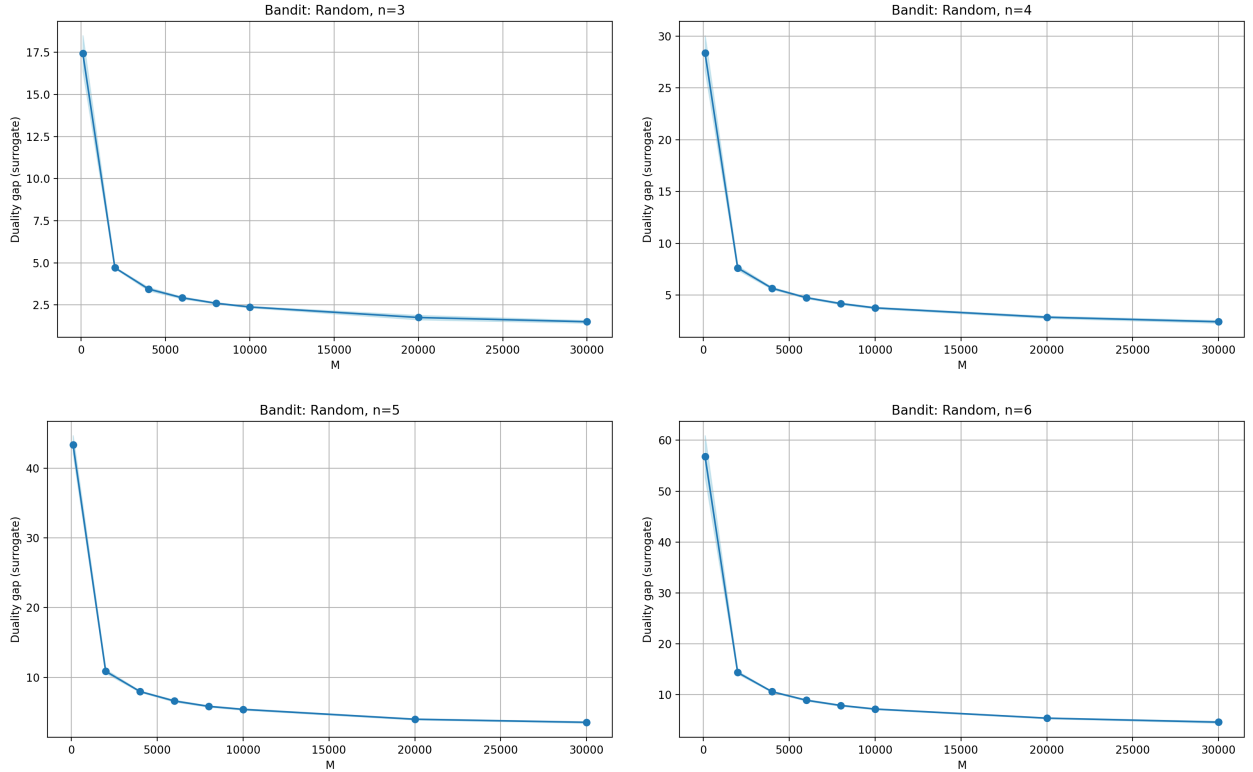 Bandit: Random, n=3
Duality gap (surrogate)
17.5
15.0
12.5
10.0
7.5
5.0
2.5
0 5000 10000 15000 20000 25000 30000
M
Bandit: Random, n=4
Duality gap (surrogate)
30
25
20
15
10
5
0 5000 10000 15000 20000 25000 30000
M
Bandit: Random, n=5
Duality gap (surrogate)
40
30
20
10
0 5000 10000 15000 20000 25000 30000
M
Bandit: Random, n=6
Duality gap (surrogate)
60
50
40
30
20
10
0 5000 10000 15000 20000 25000 30000
M